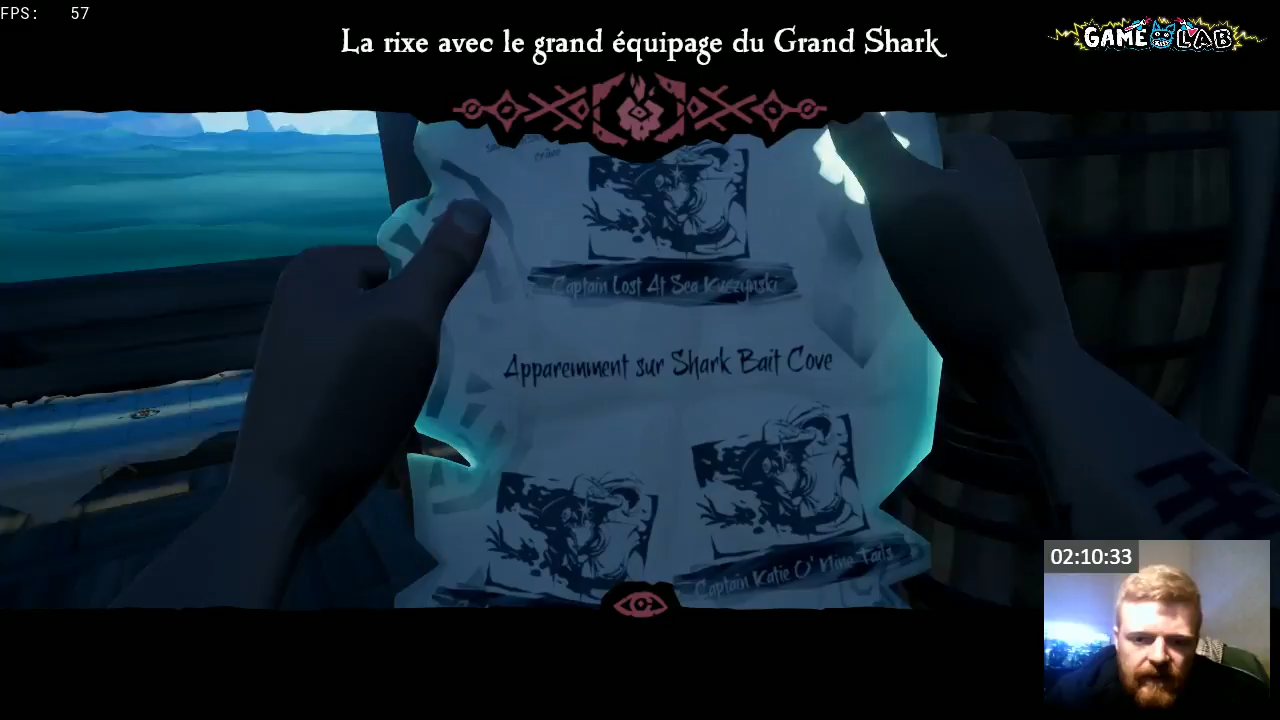 FPS: 57
La rixe avec le grand équipage du Grand Shark
GAME LAB
Captain Lost At Sea Kuczynski
Apparemment sur Shark Bait Cove
Captain Katie O' Nine Tails
02:10:33